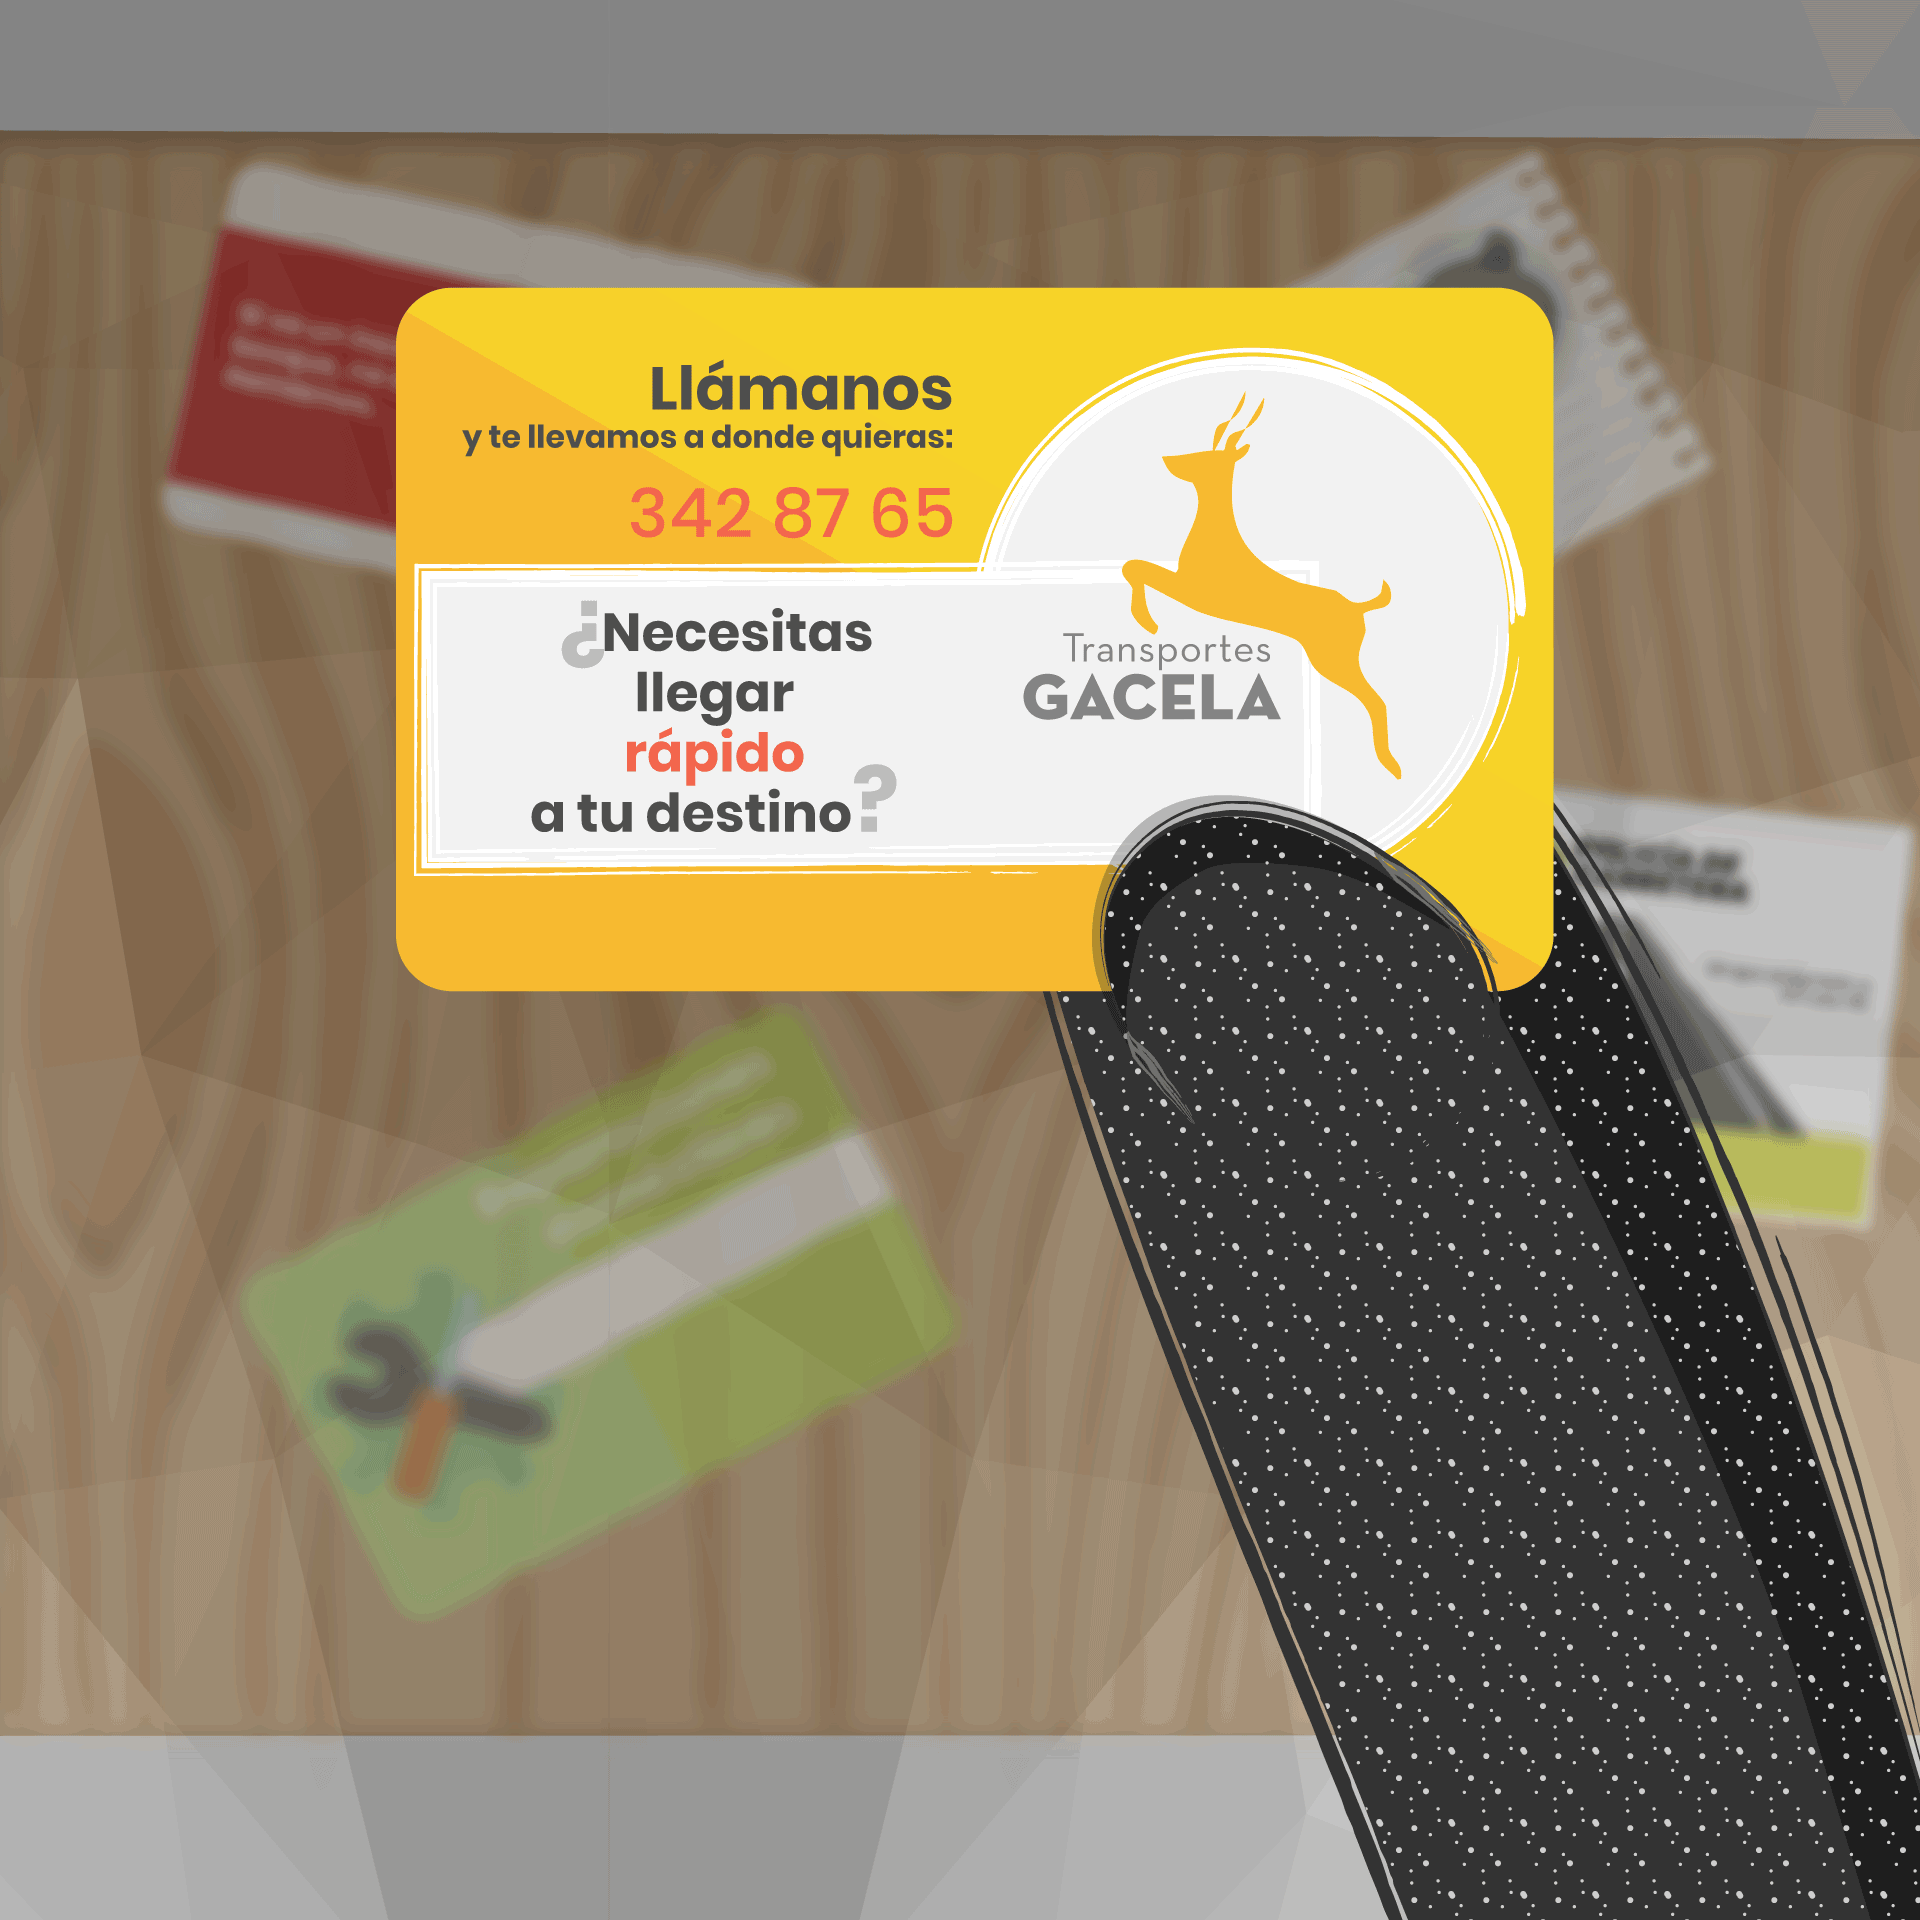 Llámanos
y te llevamos a donde quieras:
342 87 65
¿Necesitas
llegar
rápido
a tu destino?
Transportes
GACELA